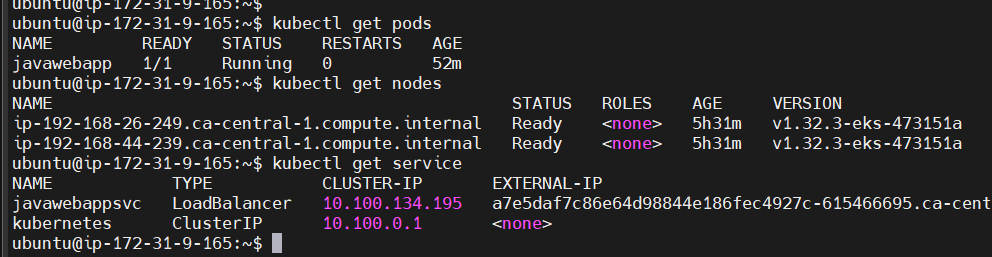 ubuntu@ip-172-31-9-165:~$
ubuntu@ip-172-31-9-165:~$ kubectl get pods
NAME        READY   STATUS    RESTARTS   AGE
javawebapp   1/1     Running   0          52m
ubuntu@ip-172-31-9-165:~$ kubectl get nodes
NAME                                            STATUS   ROLES    AGE     VERSION
ip-192-168-26-249.ca-central-1.compute.internal   Ready    <none>   5h31m   v1.32.3-eks-473151a
ip-192-168-44-239.ca-central-1.compute.internal   Ready    <none>   5h31m   v1.32.3-eks-473151a
ubuntu@ip-172-31-9-165:~$ kubectl get service
NAME            TYPE           CLUSTER-IP       EXTERNAL-IP
javawebappsvc   LoadBalancer   10.100.134.195   a7e5daf7c86e64d98844e186fec4927c-615466695.ca-cent
kubernetes      ClusterIP      10.100.0.1       <none>
ubuntu@ip-172-31-9-165:~$